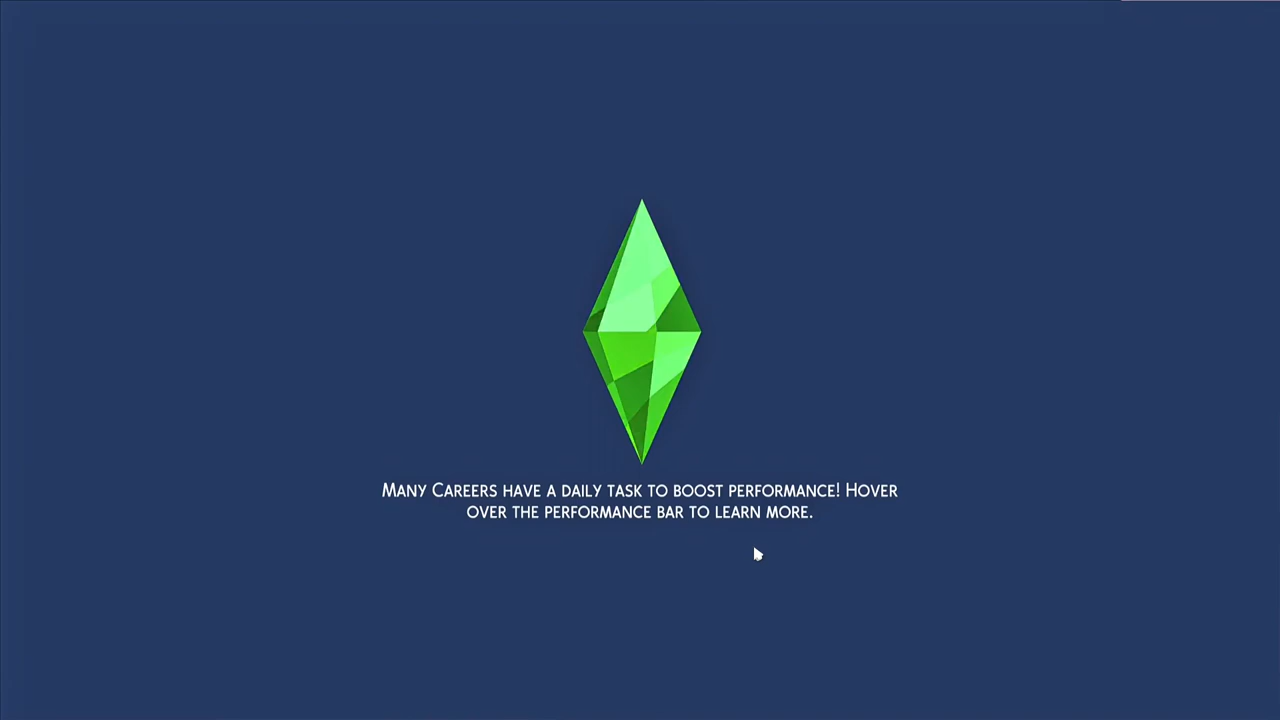 Many Careers have a daily task to boost performance! Hover
over the performance bar to learn more.